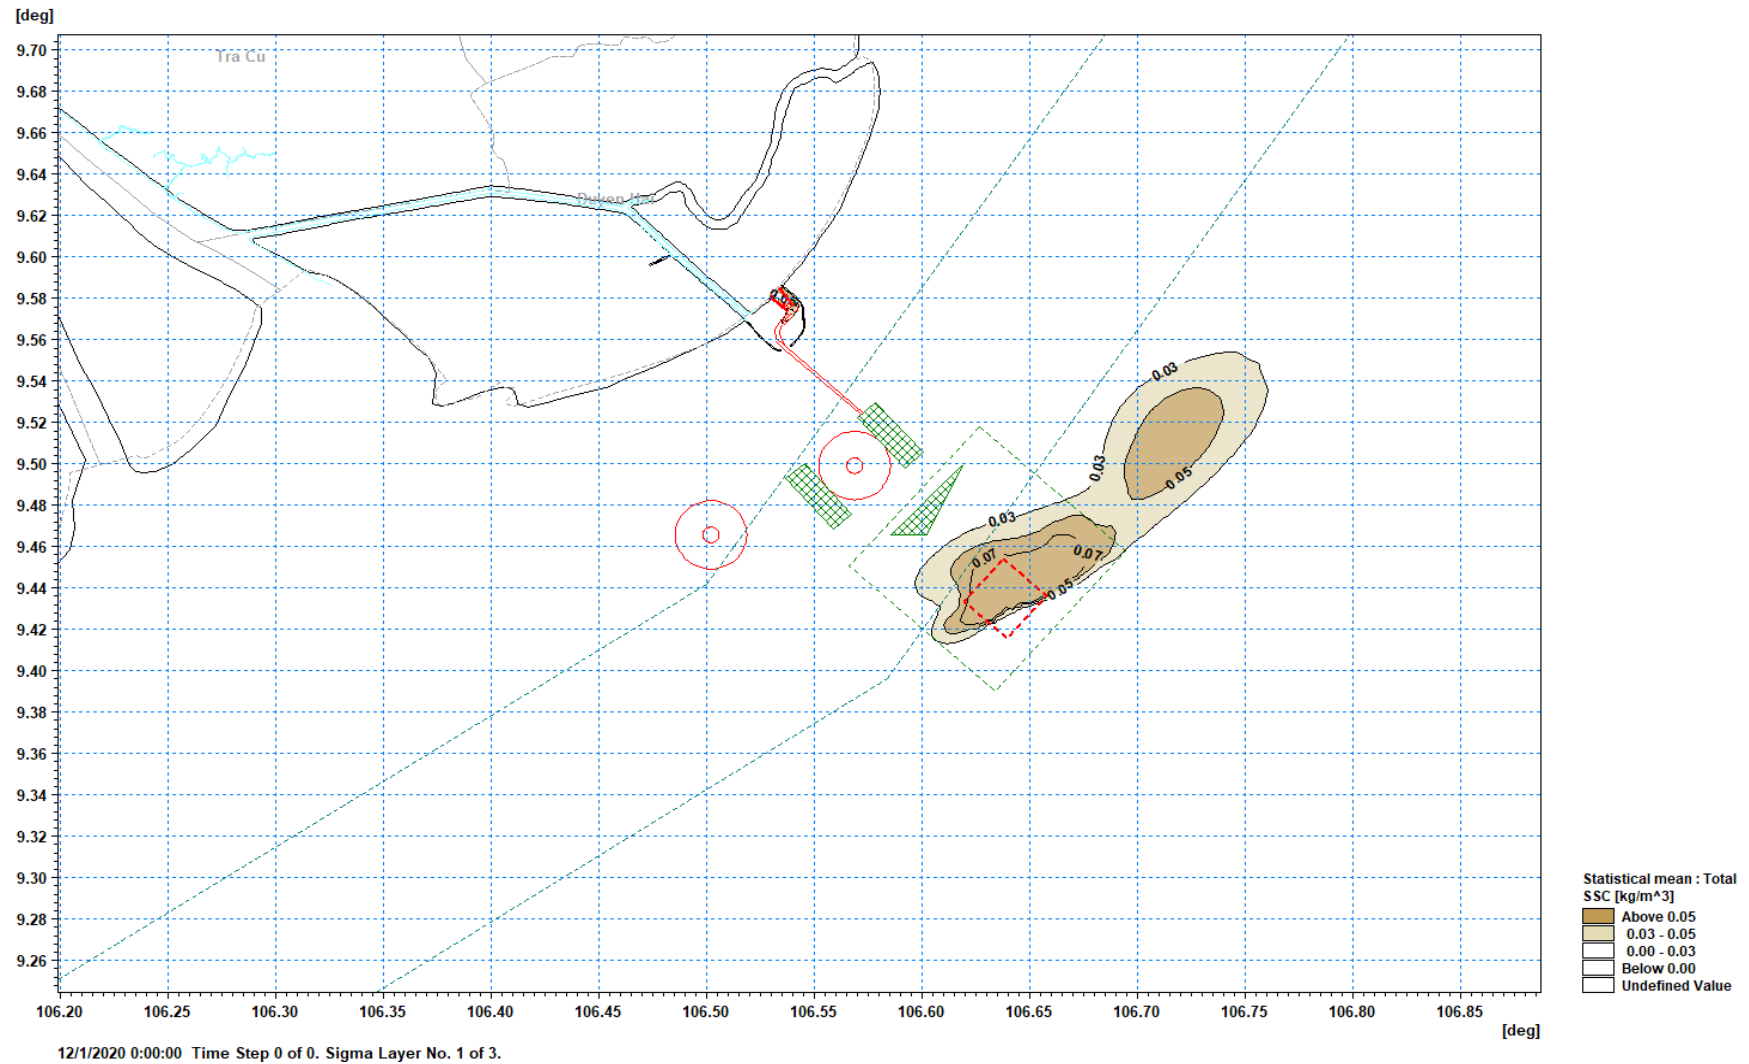 [deg]
9.70
9.68
9.66
9.64
9.62
9.60
9.58
9.56
9.54
9.52
9.50
9.48
9.46
9.44
9.42
9.40
9.38
9.36
9.34
9.32
9.30
9.28
9.26
Tra Cu
Duyen Hai
0.03
0.03
0.05
0.03
0.07
0.07
0.05
106.20 106.25 106.30 106.35 106.40 106.45 106.50 106.55 106.60 106.65 106.70 106.75 106.80 106.85
[deg]
12/1/2020 0:00:00 Time Step 0 of 0. Sigma Layer No. 1 of 3.
Statistical mean : Total
SSC [kg/m^3]
Above 0.05
0.03 - 0.05
0.00 - 0.03
Below 0.00
Undefined Value